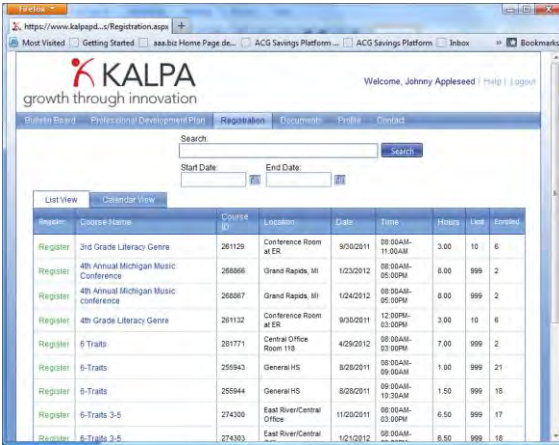 Firefox
https://www.kalpapd...s/Registration.aspx +
Most Visited Getting Started aaa.biz Home Page de... ACG Savings Platform ... ACG Savings Platform Inbox » Bookmarks
KALPA
growth through innovation
Welcome, Johnny Appleseed | Help | Logout
Bulletin Board Professional Development Plan Registration Documents Profile Contact
Search:
Search
Start Date: End Date:
List View Calendar View
Register Course Name Course ID Location Date Time Hours Limit Enrolled
Register 3rd Grade Literacy Genre 261129 Conference Room at ER 9/30/2011 08:00AM-11:00AM 3.00 10 6
Register 4th Annual Michigan Music Conference 268866 Grand Rapids, MI 1/23/2012 08:00AM-05:00PM 8.00 999 2
Register 4th Annual Michigan Music conference 268867 Grand Rapids, MI 1/24/2012 08:00AM-05:00PM 8.00 999 2
Register 4th Grade Literacy Genre 261132 Conference Room at ER 9/30/2011 12:00PM-03:00PM 3.00 10 6
Register 6 Traits 281771 Central Office Room 118 4/29/2012 08:00AM-03:00PM 7.00 999 2
Register 6-Traits 255943 General HS 8/28/2011 08:00AM-09:00AM 1.00 999 21
Register 6-Traits 255944 General HS 8/28/2011 09:00AM-10:30AM 1.50 999 18
Register 6-Traits 3-5 274300 East River/Central Office 11/20/2011 08:00AM-03:00PM 6.50 999 17
Register 6-Traits 3-5 274303 East River/Central 1/21/2012 08:00AM- 6.50 999 18